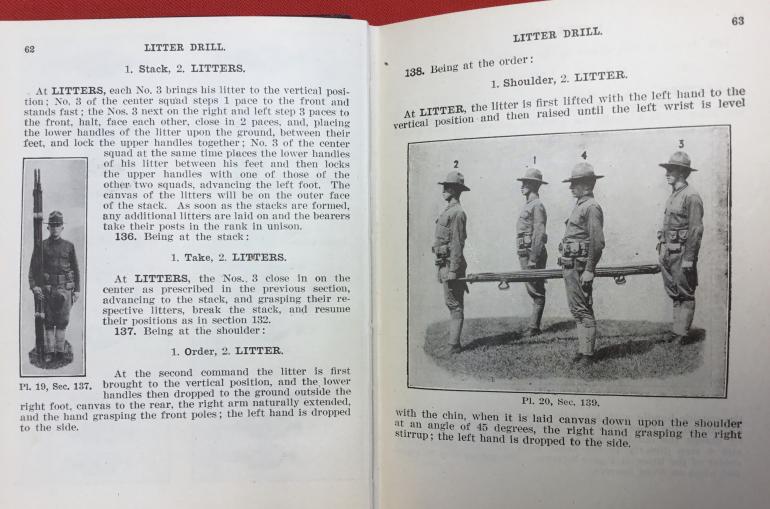 62
LITTER DRILL.
1. Stack, 2. LITTERS.
At LITTERS, each No. 3 brings his litter to the vertical posi-
tion; No. 3 of the center squad steps 1 pace to the front and
stands fast; the Nos. 3 next on the right and left step 3 paces to
the front, halt, face each other, close in 2 paces, and, placing
the lower handles of the litter upon the ground, between their
feet, and lock the upper handles together; No. 3 of the center
squad at the same time places the lower handles
of his litter between his feet and then locks
the upper handles with one of those of the
other two squads, advancing the left foot. The
canvas of the litters will be on the outer face
of the stack. As soon as the stacks are formed,
any additional litters are laid on and the bearers
take their posts in the rank in unison.
136. Being at the stack:
1. Take, 2. LITTERS.
At LITTERS, the Nos. 3 close in on the
center as prescribed in the previous section,
advancing to the stack, and grasping their re-
spective litters, break the stack, and resume
their positions as in section 132.
137. Being at the shoulder:
1. Order, 2. LITTER.
At the second command the litter is first
brought to the vertical position, and the lower
handles then dropped to the ground outside the
right foot, canvas to the rear, the right arm naturally extended,
and the hand grasping the front poles; the left hand is dropped
to the side.
Pl. 19, Sec. 137.
LITTER DRILL.
63
138. Being at the order:
1. Shoulder, 2. LITTER.
At LITTER, the litter is first lifted with the left hand to the
vertical position and then raised until the left wrist is level
2
1
4
3
Pl. 20, Sec. 139.
with the chin, when it is laid canvas down upon the shoulder
at an angle of 45 degrees, the right hand grasping the right
stirrup; the left hand is dropped to the side.